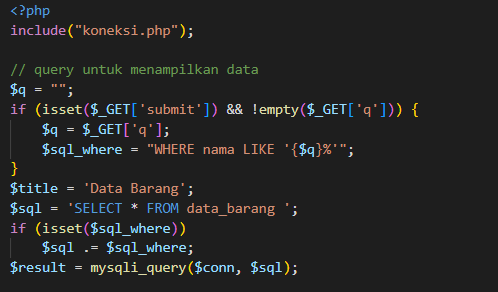 <?php
include("koneksi.php");
// query untuk menampilkan data
$q = "";
if (isset($_GET['submit']) && !empty($_GET['q'])) {
    $q = $_GET['q'];
    $sql_where = "WHERE nama LIKE '{$q}%'";
}
$title = 'Data Barang';
$sql = 'SELECT * FROM data_barang ';
if (isset($sql_where))
    $sql .= $sql_where;
$result = mysqli_query($conn, $sql);